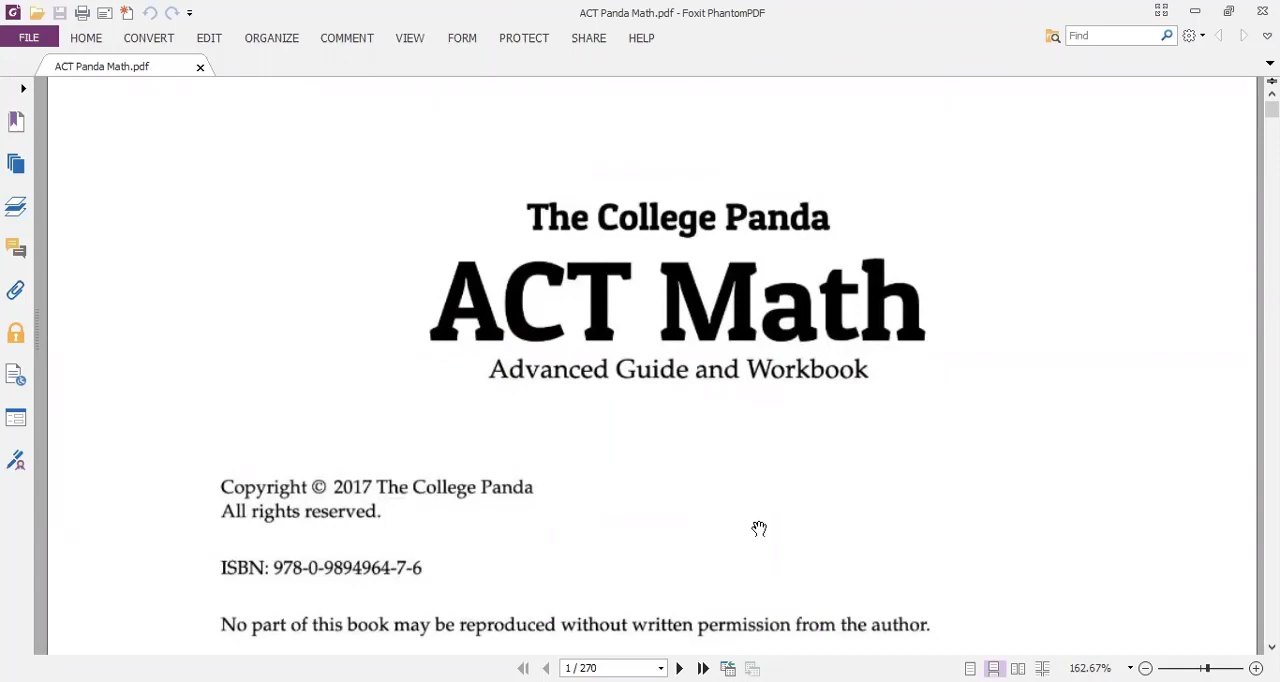 ACT Panda Math.pdf - Foxit PhantomPDF
FILE HOME CONVERT EDIT ORGANIZE COMMENT VIEW FORM PROTECT SHARE HELP
Find
ACT Panda Math.pdf
The College Panda
ACT Math
Advanced Guide and Workbook
Copyright © 2017 The College Panda
All rights reserved.
ISBN: 978-0-9894964-7-6
No part of this book may be reproduced without written permission from the author.
1 / 270
162.67%